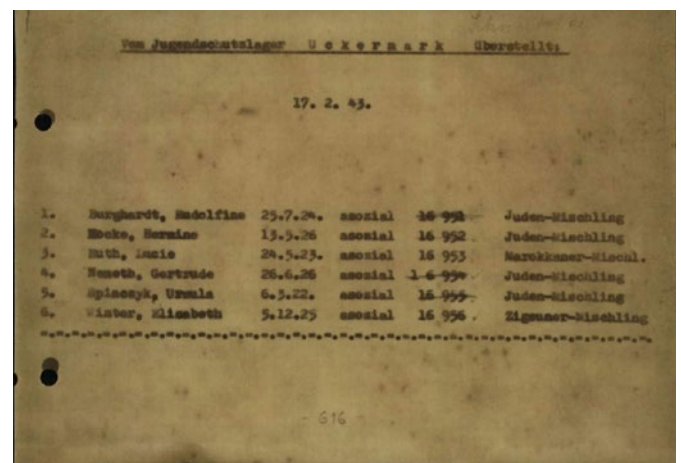 Vom Jugendschutzlager U c k e r m a r k überstellt:
17. 2. 43.
1. Burghardt, Rudolfine 25.7.24. asozial 16 951 Juden-Mischling
2. Hermine 13.5.26 asozial 16 952 Juden-Mischling
3. Muth, Lucie 24.5.23. asozial 16 953 Marokkaner-Mischl.
4. Nemeth, Gertrude 26.6.26 asozial 1 6 954 Juden-Mischling
5. Spinczyk, Ursula 6.3.22. asozial 16 955 Juden-Mischling
6. Winter, Elisabeth 5.12.25 asozial 16 956 Zigeuner-Mischling
- 616 -